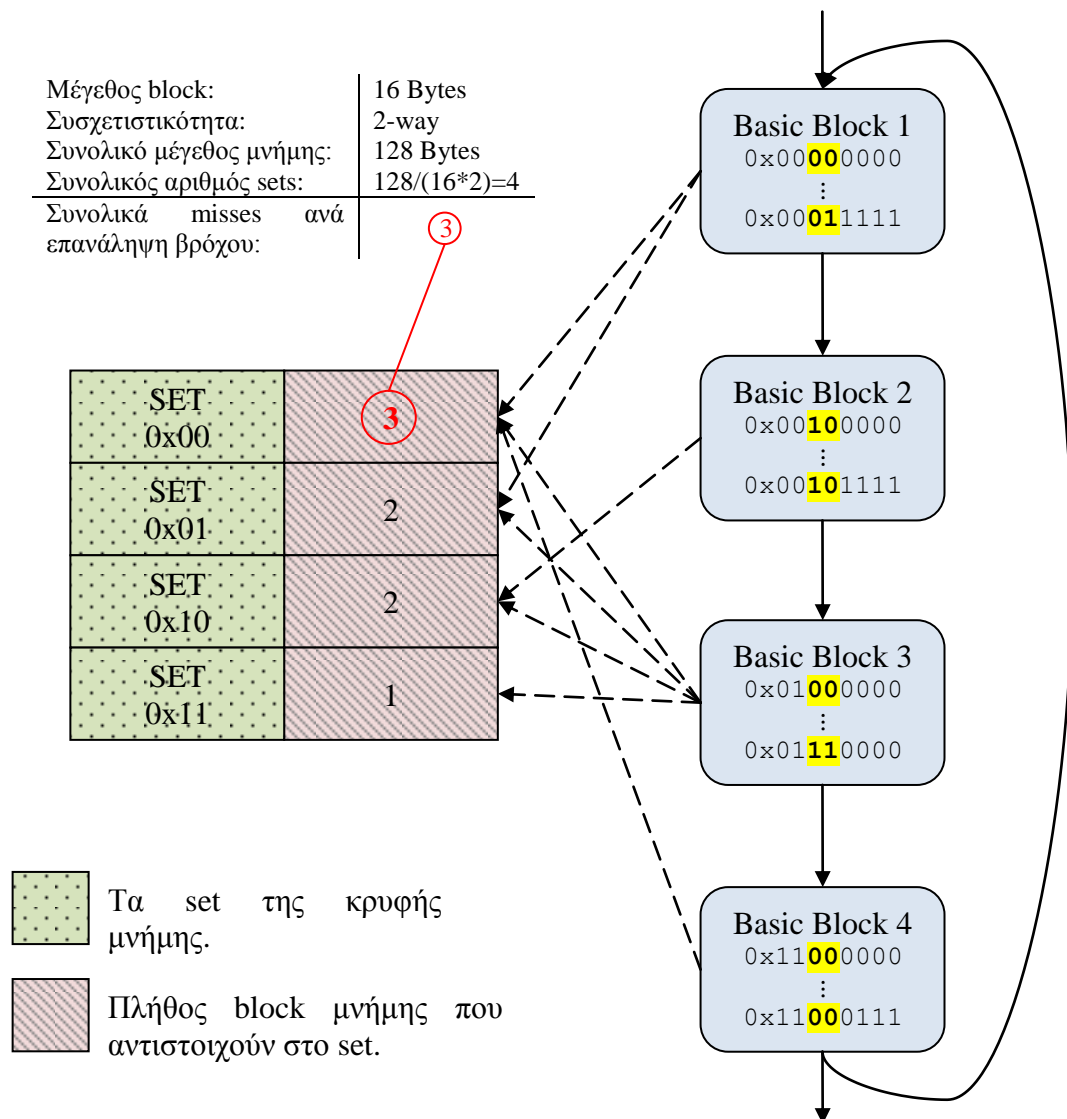 Μέγεθος block: 16 Bytes
Συσχετιστικότητα: 2-way
Συνολικό μέγεθος μνήμης: 128 Bytes
Συνολικός αριθμός sets: 128/(16*2)=4
Συνολικά misses ανά
επανάληψη βρόχου:
3
Basic Block 1
0x00000000
⋮
0x00011111
Basic Block 2
0x00100000
⋮
0x00101111
Basic Block 3
0x01000000
⋮
0x01110000
Basic Block 4
0x11000000
⋮
0x11000111
SET
0x00
3
SET
0x01
2
SET
0x10
2
SET
0x11
1
Τα set της κρυφής
μνήμης.
Πλήθος block μνήμης που
αντιστοιχούν στο set.